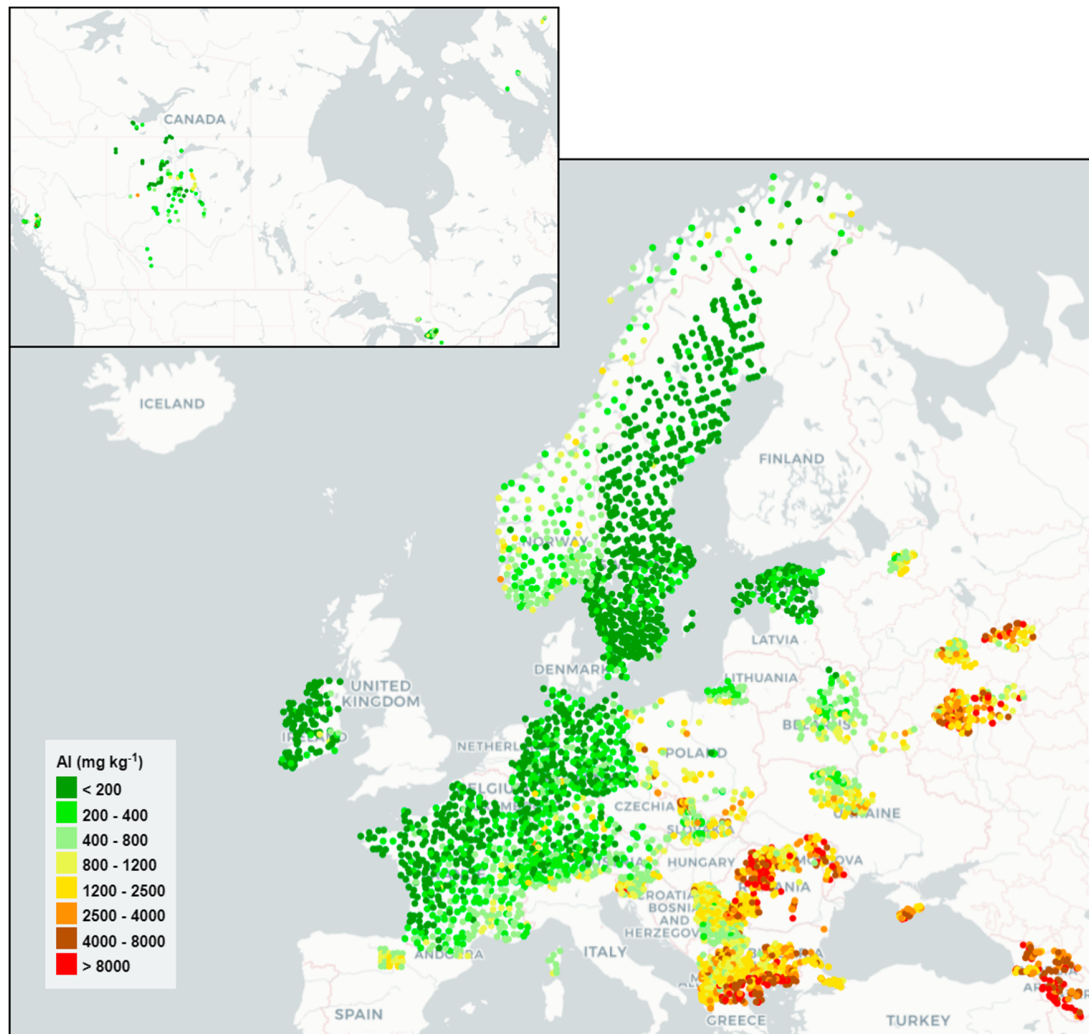 CANADA
ICELAND
FINLAND
NORWAY
LATVIA
DENMARK
LITHUANIA
UNITED
KINGDOM
IRELAND
BELARUS
POLAND
Al (mg kg-1)
< 200
200 - 400
400 - 800
800 - 1200
1200 - 2500
2500 - 4000
4000 - 8000
> 8000
CZECHIA
UKRAINE
SLOVAKIA
HUNGARY
MOLDOVA
ROMANIA
CROATIA
BOSNIA
AND
HERZEGOV
ITALY
ANDORRA
SPAIN
GREECE
TURKEY